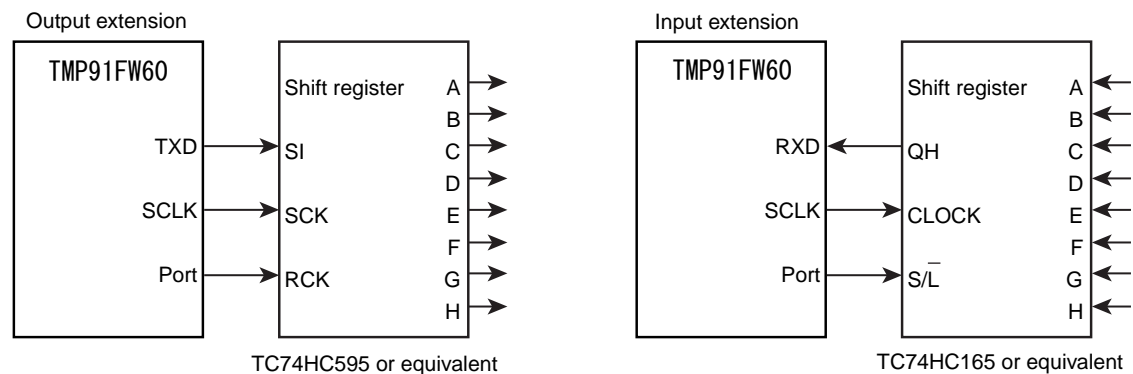 Output extension
TMP91FW60
Shift register
A
B
TXD
SI
C
D
SCLK
SCK
E
F
Port
RCK
G
H
TC74HC595 or equivalent
Input extension
TMP91FW60
Shift register
A
B
RXD
QH
C
D
SCLK
CLOCK
E
F
Port
S/L̅
G
H
TC74HC165 or equivalent